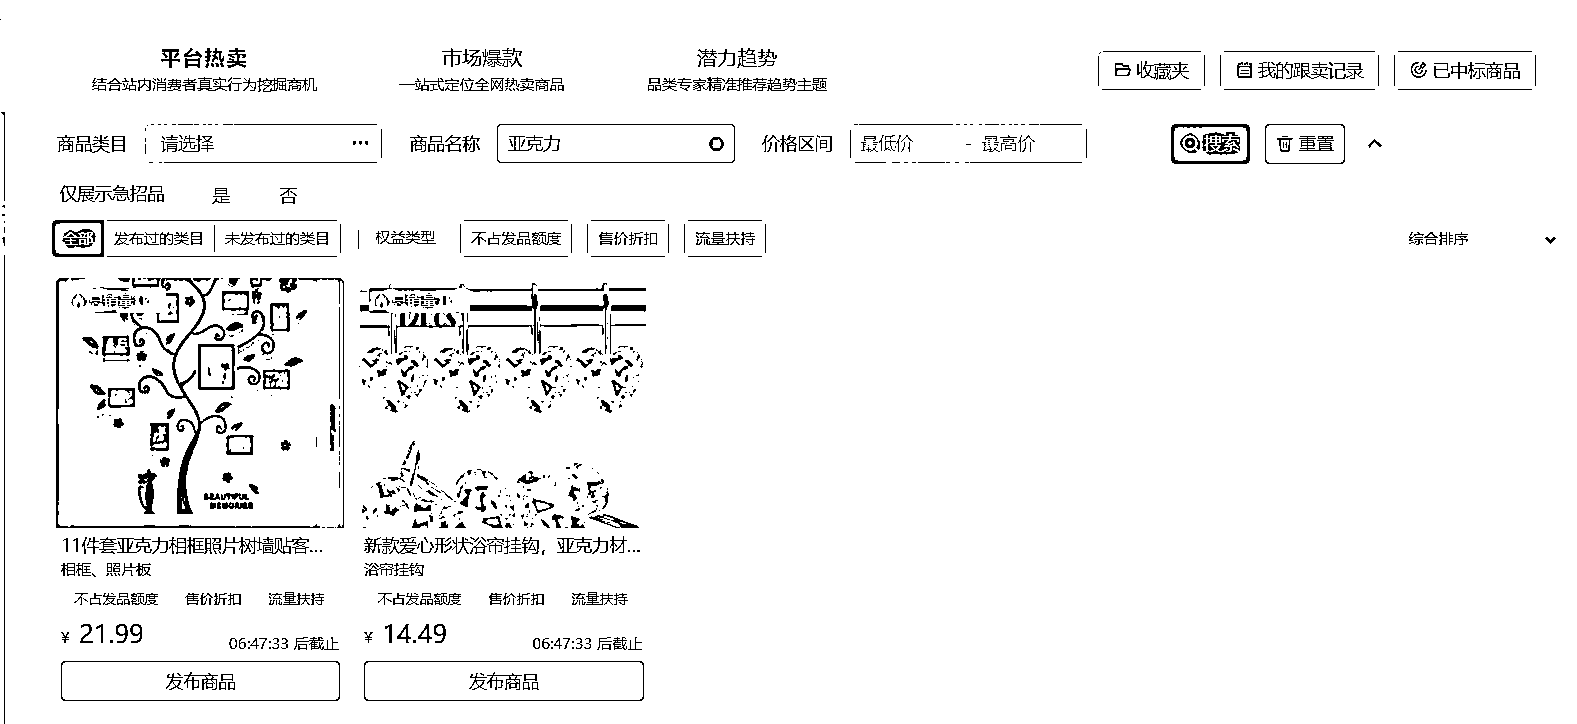 平台热卖
结合站内消费者真实行为挖掘商机
市场爆款
一站式定位全网热卖商品
潜力趋势
品类专家精准推荐趋势主题
收藏夹
我的跟卖记录
已中标商品
商品类目 请选择 ...
商品名称 亚克力
价格区间 最低价 - 最高价
搜索
重置
仅展示急招品 是 否
全部 发布过的类目 未发布过的类目 | 权益类型 不占发品额度 售价折扣 流量扶持
综合排序
BEAUTIFUL
MEMORIES
11件套亚克力相框照片树墙贴客...
相框、照片板
不占发品额度 售价折扣 流量扶持
¥ 21.99
06:47:33 后截止
发布商品
新款爱心形状浴帘挂钩，亚克力材...
浴帘挂钩
不占发品额度 售价折扣 流量扶持
¥ 14.49
06:47:33 后截止
发布商品